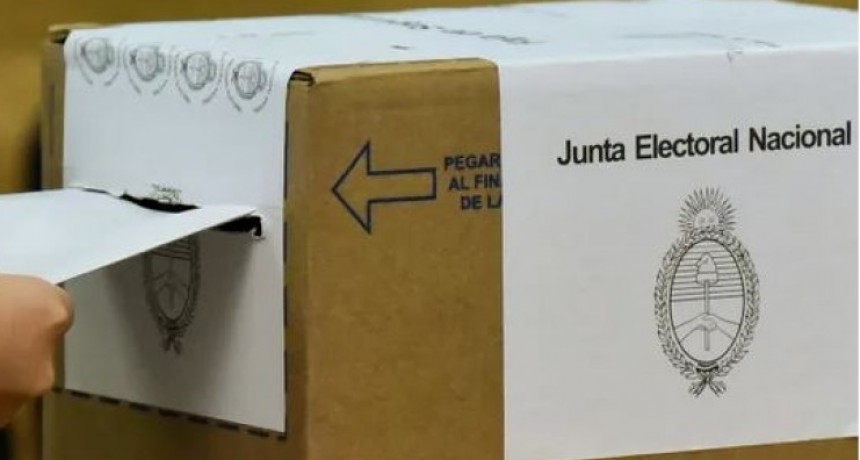 Junta Electoral Nacional
PEGAR
AL FIN
DE LA